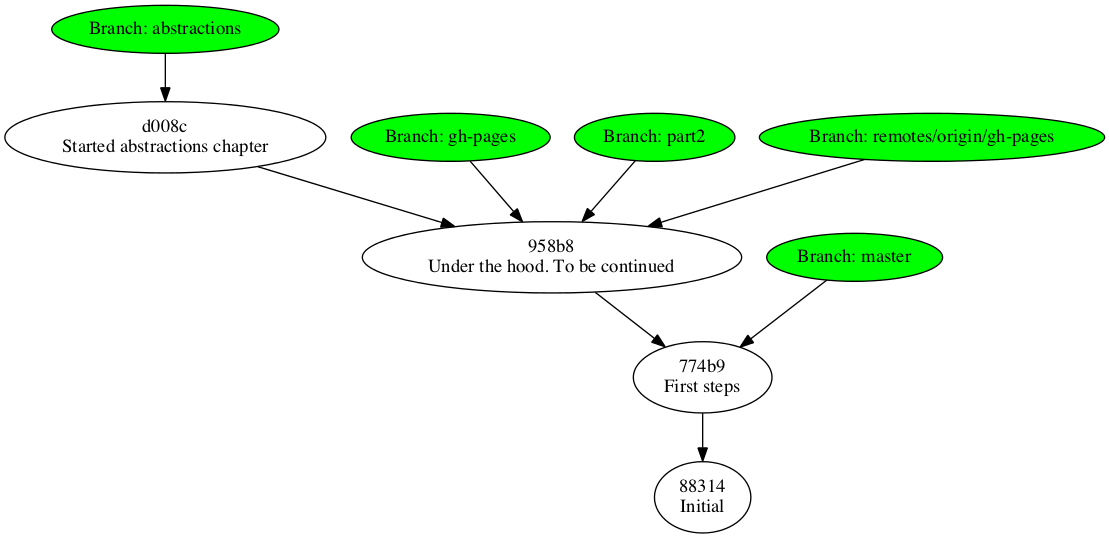 Branch: abstractions
d008c
Started abstractions chapter
Branch: gh-pages
Branch: part2
Branch: remotes/origin/gh-pages
958b8
Under the hood. To be continued
Branch: master
774b9
First steps
88314
Initial